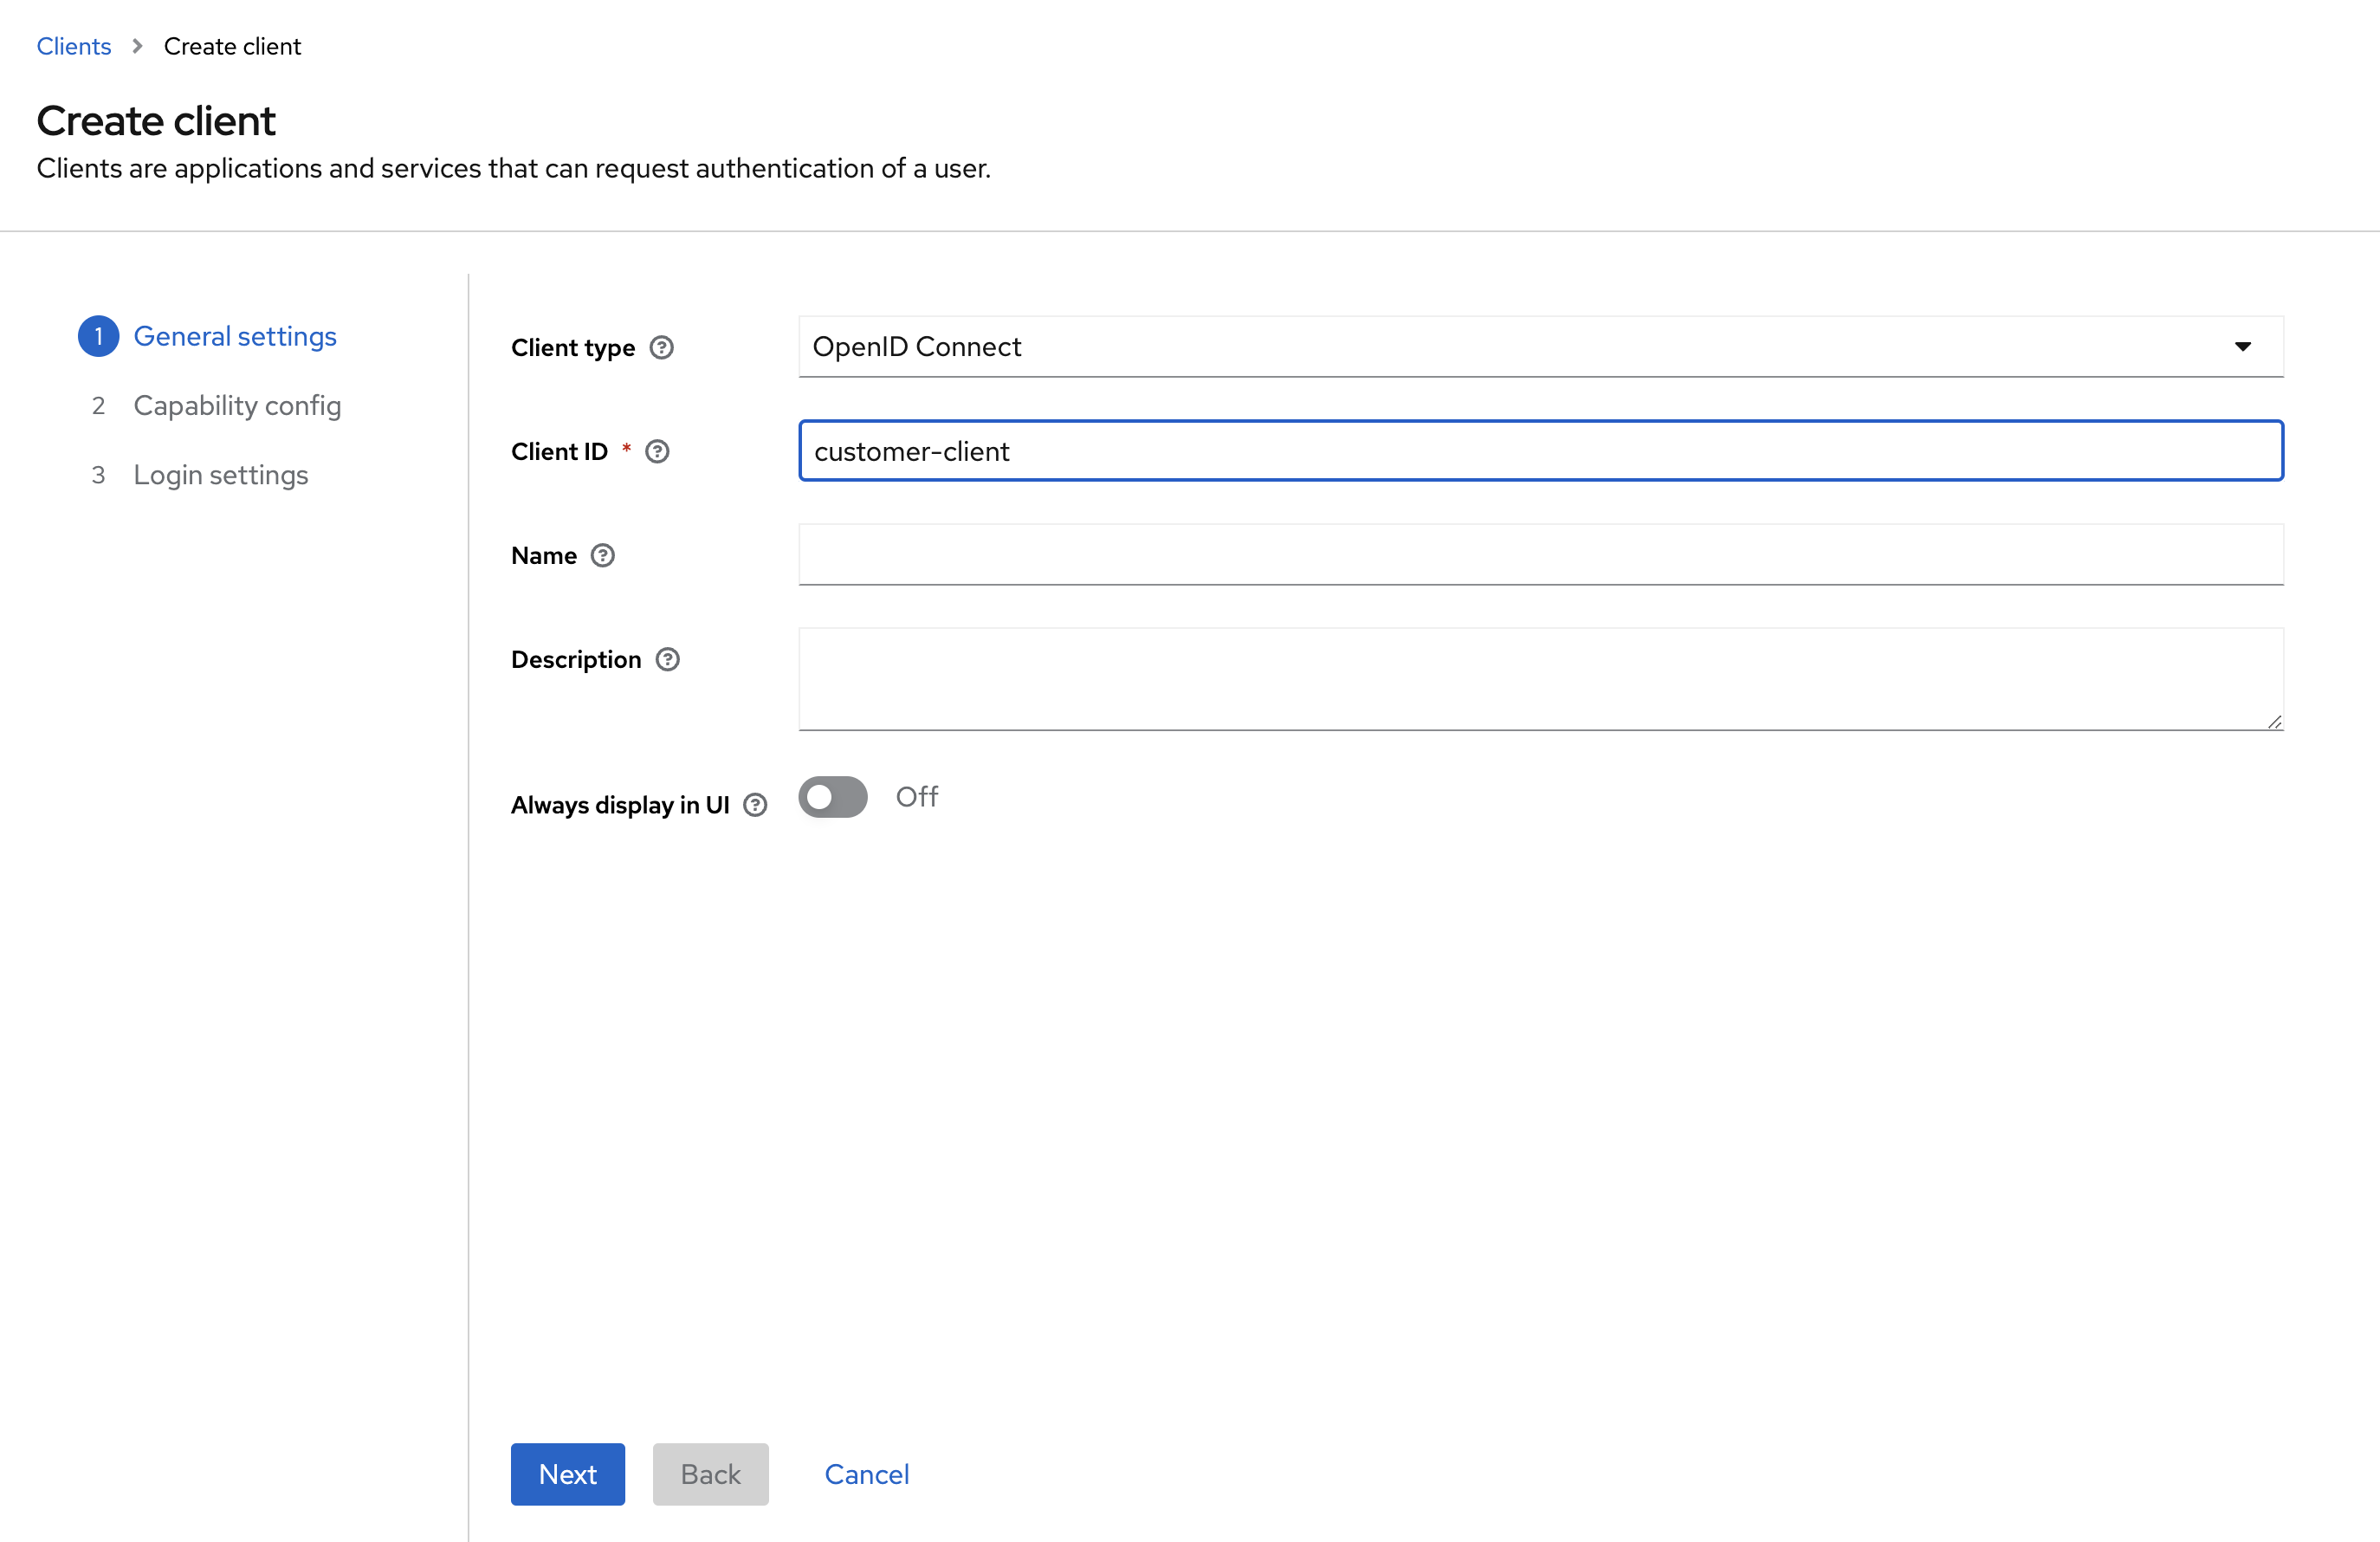 Clients > Create client
Create client
Clients are applications and services that can request authentication of a user.
1 General settings
2 Capability config
3 Login settings
Client type ? OpenID Connect
Client ID * ? customer-client
Name ?
Description ?
Always display in UI ? Off
Next Back Cancel